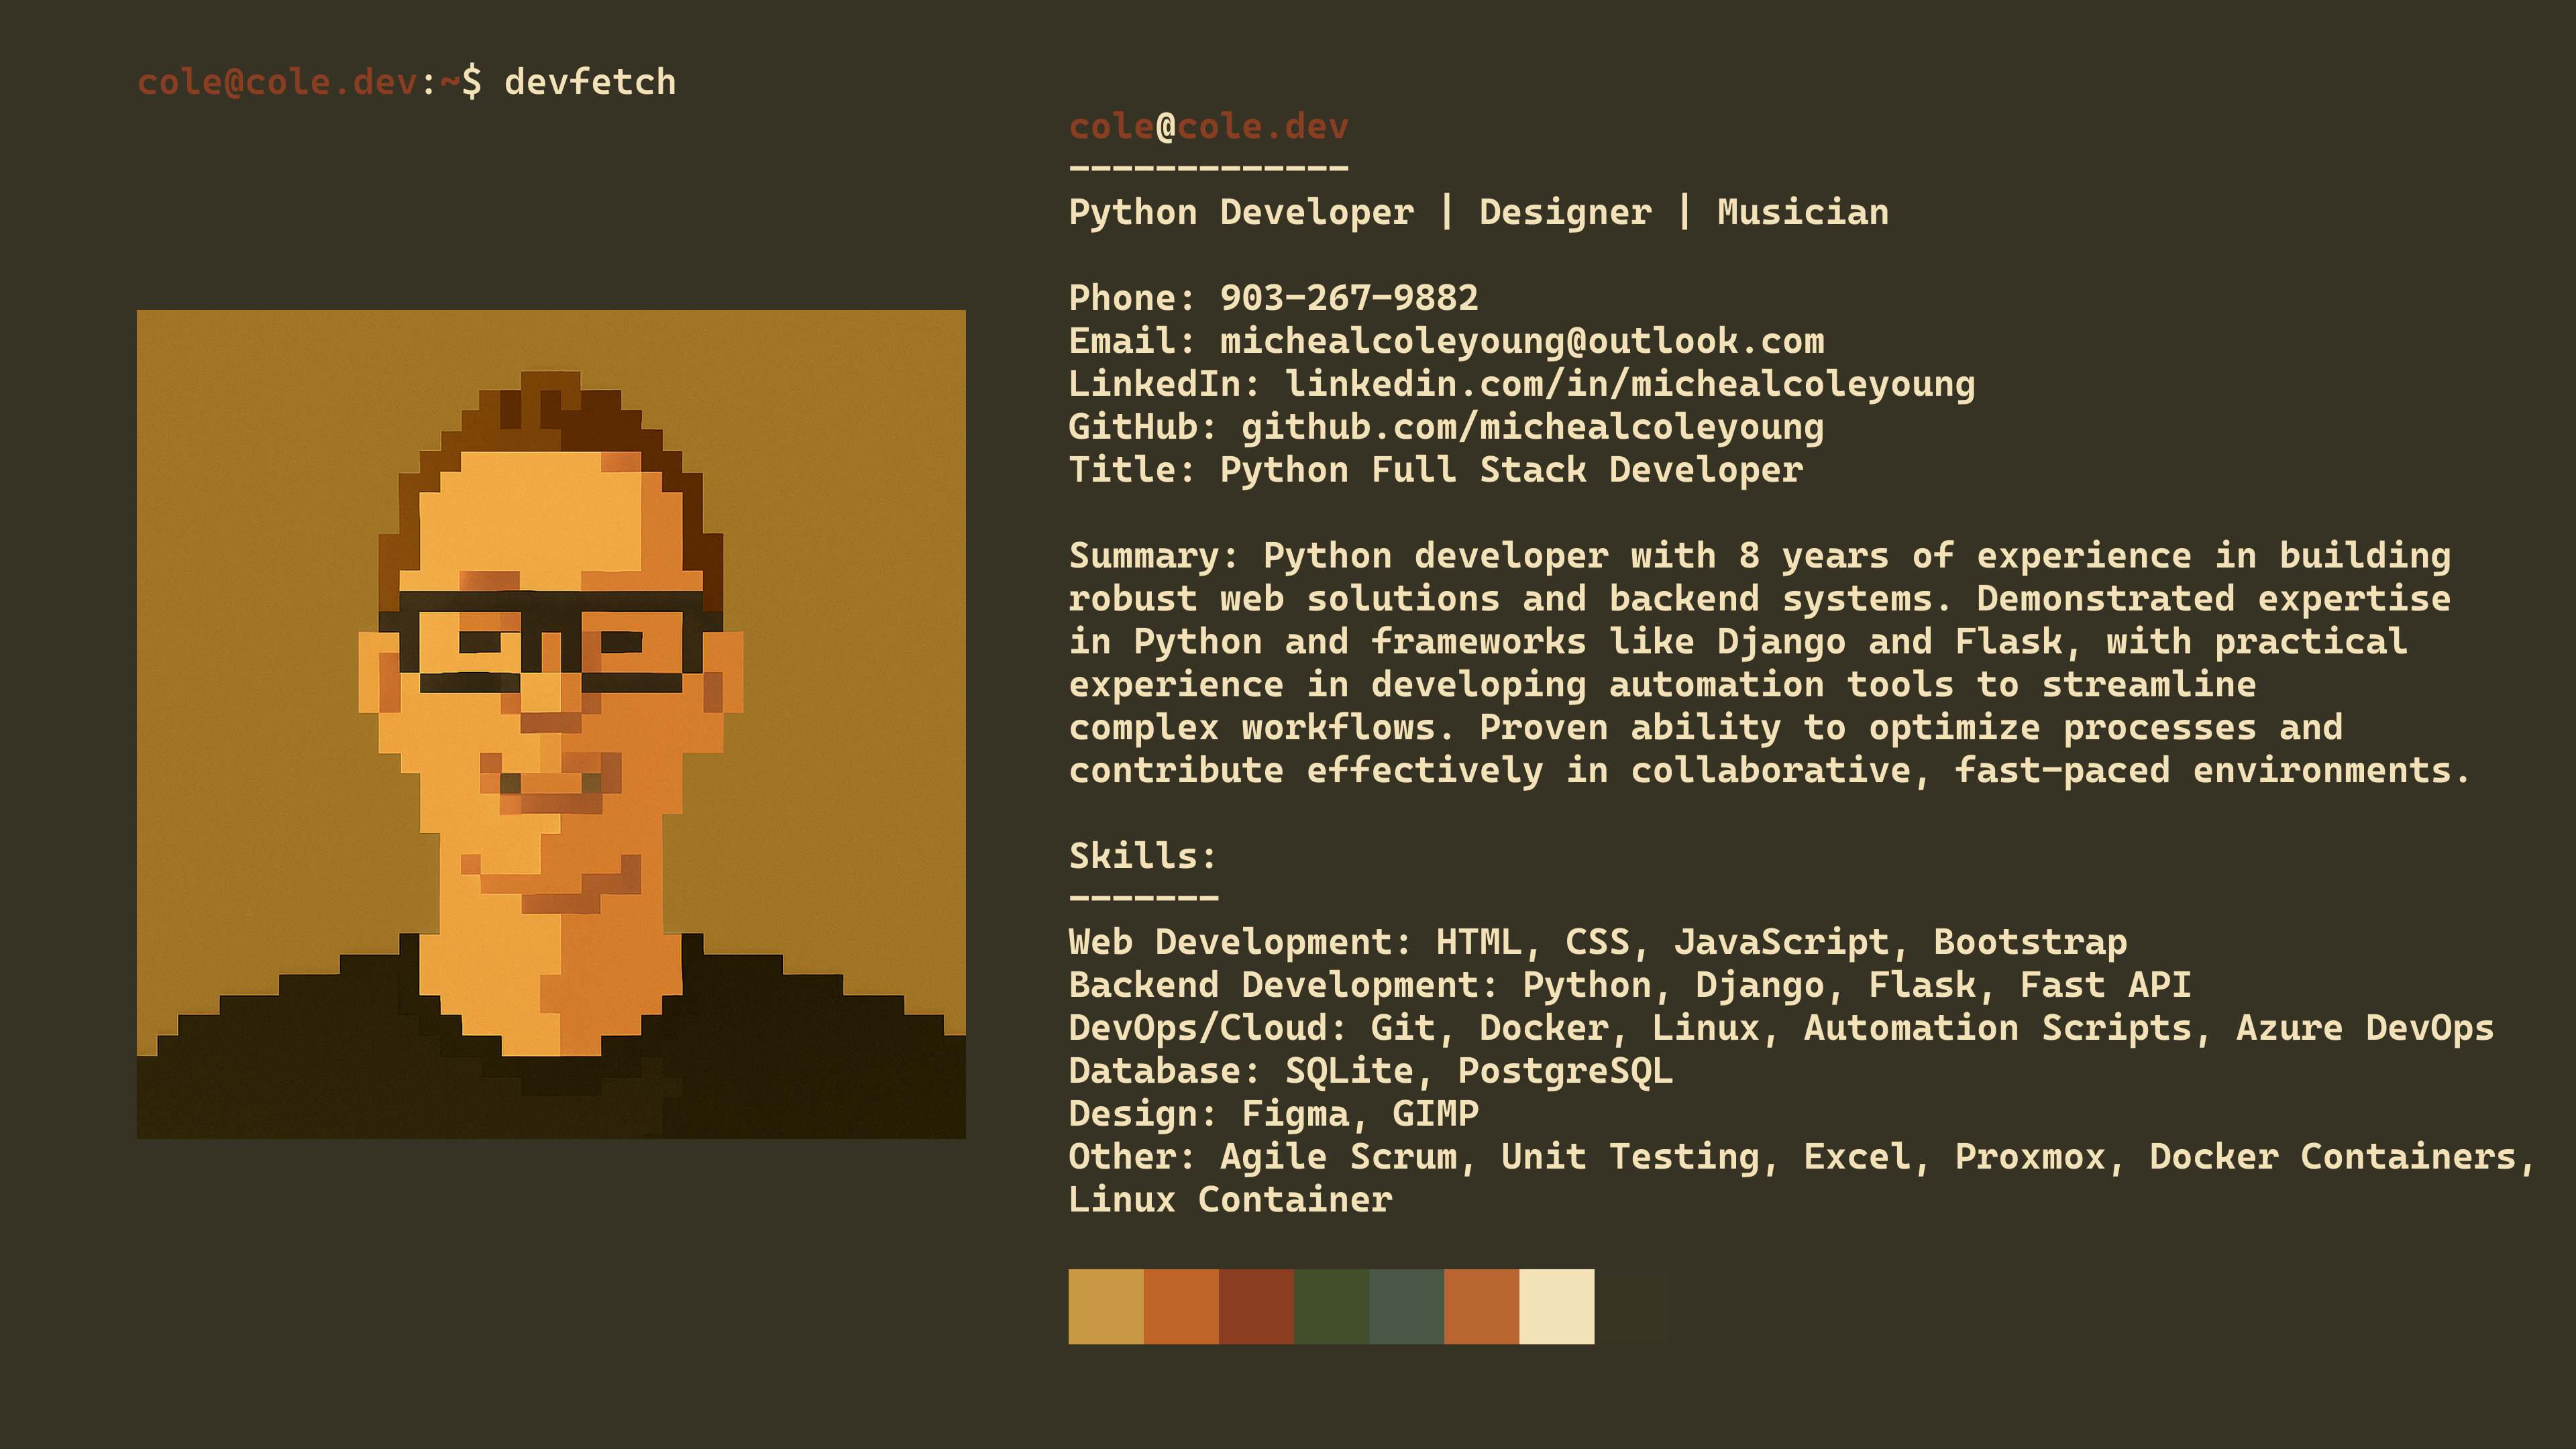 cole@cole.dev:~$ devfetch
cole@cole.dev
-------------
Python Developer | Designer | Musician
Phone: 903-267-9882
Email: michealcoleyoung@outlook.com
LinkedIn: linkedin.com/in/michealcoleyoung
GitHub: github.com/michealcoleyoung
Title: Python Full Stack Developer
Summary: Python developer with 8 years of experience in building
robust web solutions and backend systems. Demonstrated expertise
in Python and frameworks like Django and Flask, with practical
experience in developing automation tools to streamline
complex workflows. Proven ability to optimize processes and
contribute effectively in collaborative, fast-paced environments.
Skills:
-------
Web Development: HTML, CSS, JavaScript, Bootstrap
Backend Development: Python, Django, Flask, Fast API
DevOps/Cloud: Git, Docker, Linux, Automation Scripts, Azure DevOps
Database: SQLite, PostgreSQL
Design: Figma, GIMP
Other: Agile Scrum, Unit Testing, Excel, Proxmox, Docker Containers,
Linux Container